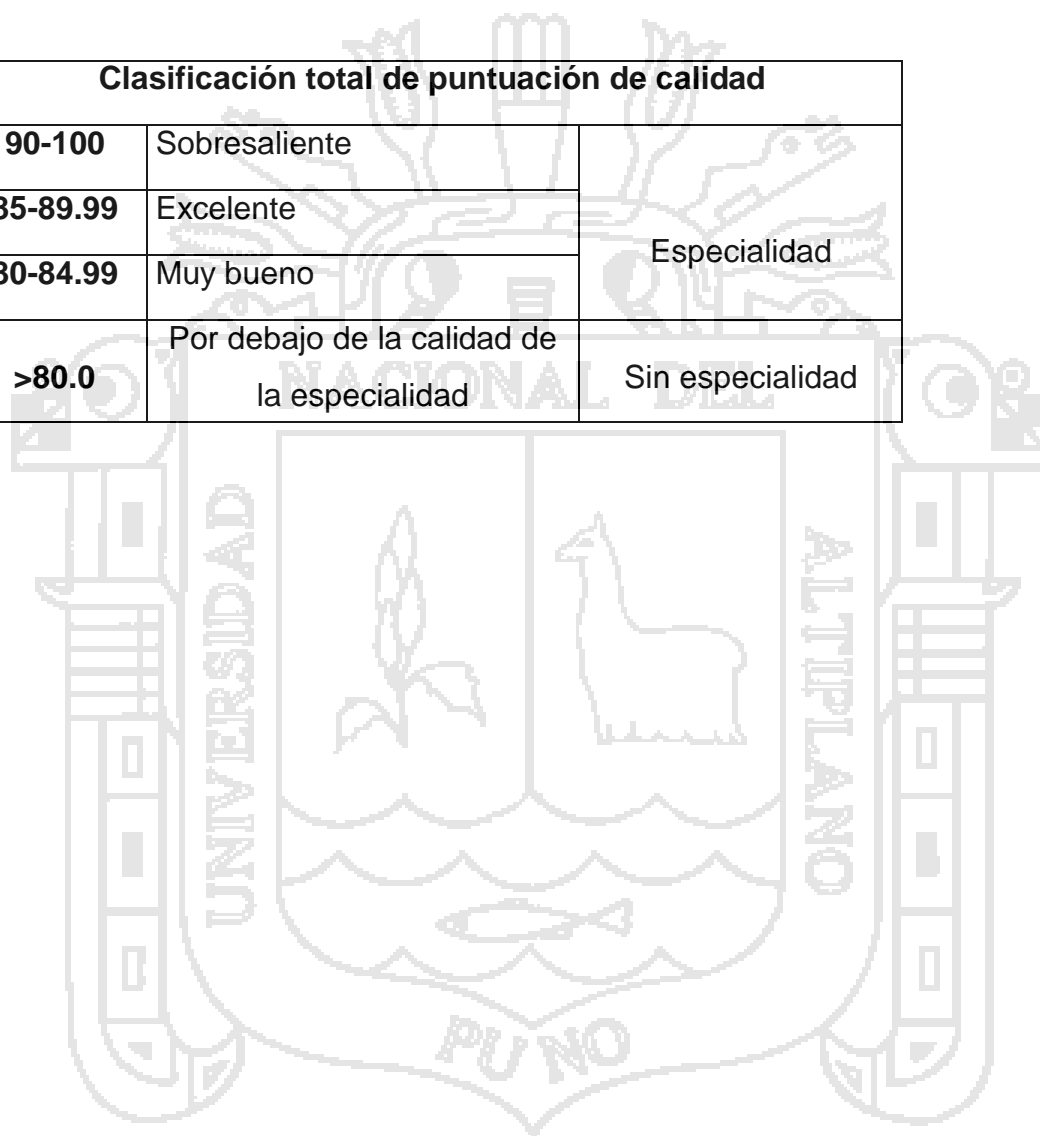 Clasificación total de puntuación de calidad
90-100 Sobresaliente
85-89.99 Excelente
80-84.99 Muy bueno
Especialidad
>80.0 Por debajo de la calidad de la especialidad Sin especialidad
NACIONAL DEL
UNIVERSIDAD
ALTIPLANO
PUNO